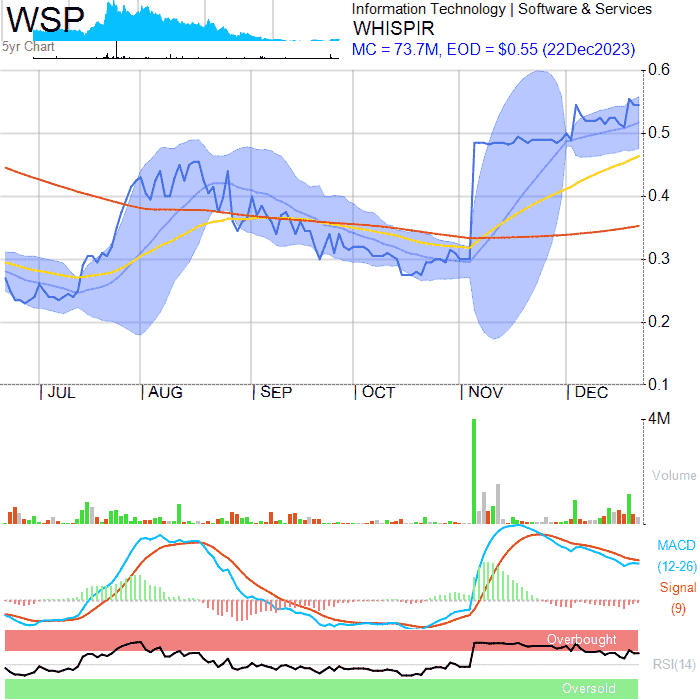 WSP
5yr Chart
Information Technology | Software & Services
WHISPIR
MC = 73.7M, EOD = $0.55 (22Dec2023)
0.6
0.5
0.4
0.3
0.2
0.1
| JUL | AUG | SEP | OCT | NOV | DEC
4M
Volume
MACD
(12-26)
Signal
(9)
Overbought
RSI(14)
Oversold